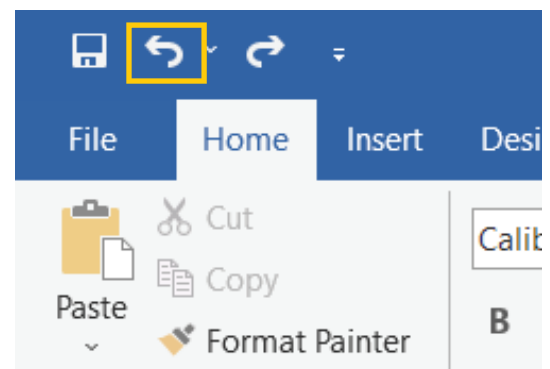 File Home Insert Desi
Cut
Calib
Copy
Paste
B
Format Painter